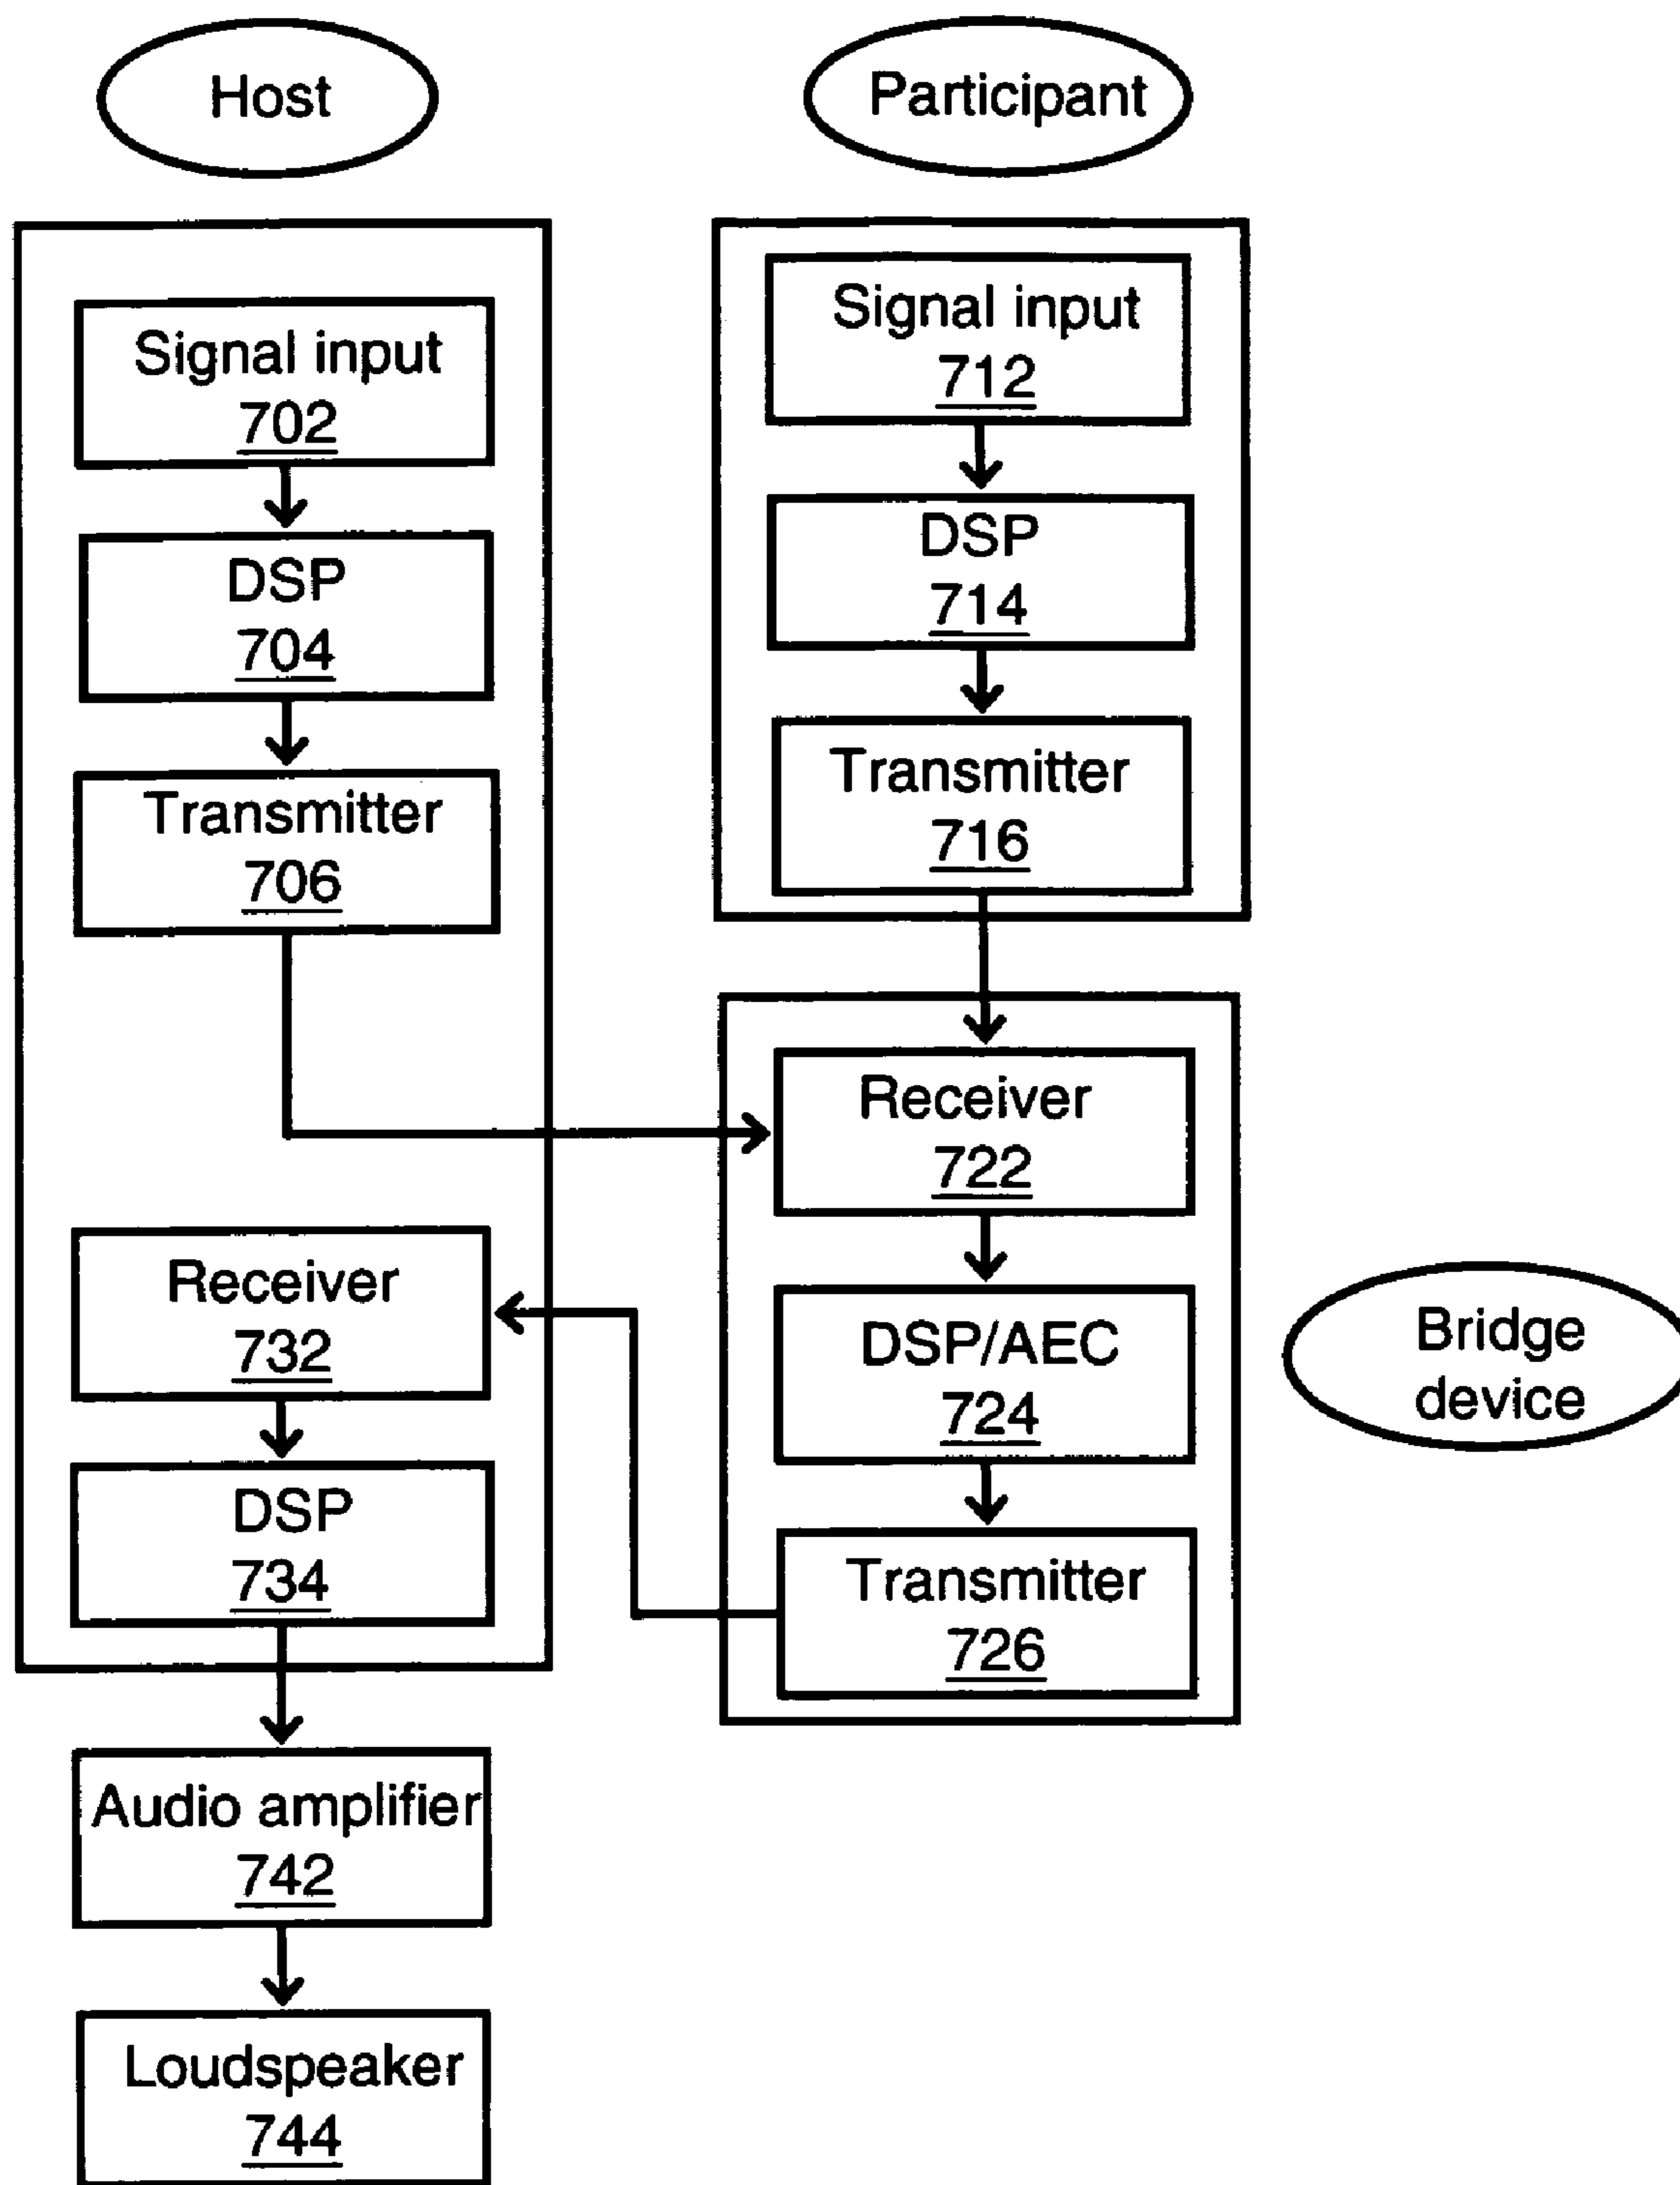 Host
Participant
Signal input
702
DSP
704
Transmitter
706
Signal input
712
DSP
714
Transmitter
716
Receiver
722
DSP/AEC
724
Transmitter
726
Bridge
device
Receiver
732
DSP
734
Audio amplifier
742
Loudspeaker
744